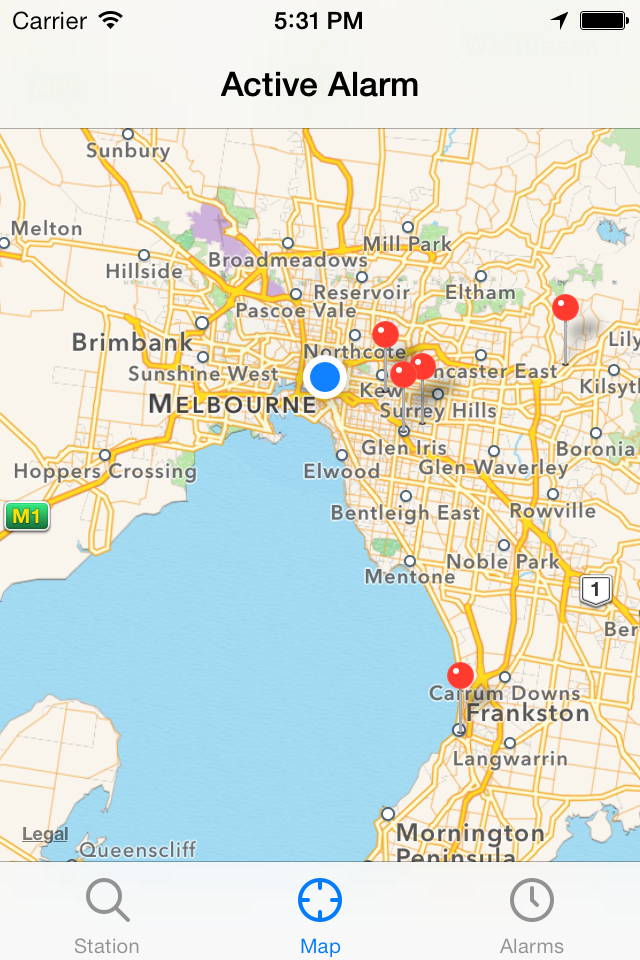 Carrier 5:31 PM
Active Alarm
Sunbury
Melton
Mill Park
Broadmeadows
Hillside
Reservoir Eltham
Pascoe Vale
Brimbank
Northcote
Lily
Sunshine West
ncaster East
Kew
Kilsyt
MELBOURNE
Surrey Hills
Glen Iris
Boronia
Hoppers Crossing
Elwood
Glen Waverley
M1
Bentleigh East
Rowville
Noble Park
Mentone
1
Ber
Carrum Downs
Frankston
Langwarrin
Legal
Mornington
Peninsula
Queenscliff
Station Map Alarms